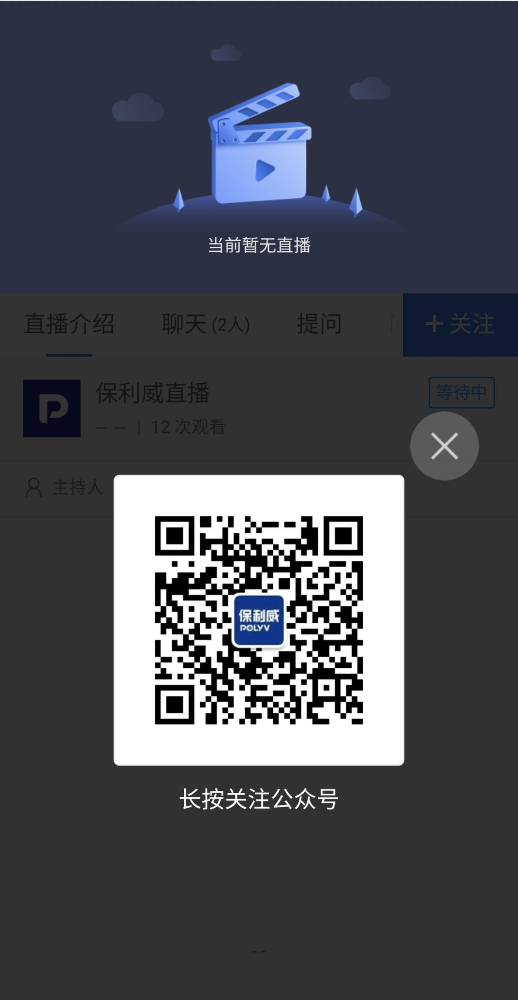 当前暂无直播
直播介绍
聊天(2人)
提问
+ 关注
保利威直播
等待中
– – | 12 次观看
主持人
保利威
POLYV
长按关注公众号
--